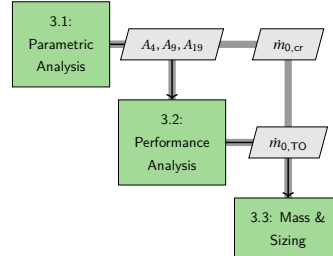 3.1:
Parametric
Analysis
A₄, A₉, A₁₉
ṁ₀,cr
3.2:
Performance
Analysis
ṁ₀,TO
3.3: Mass &
Sizing